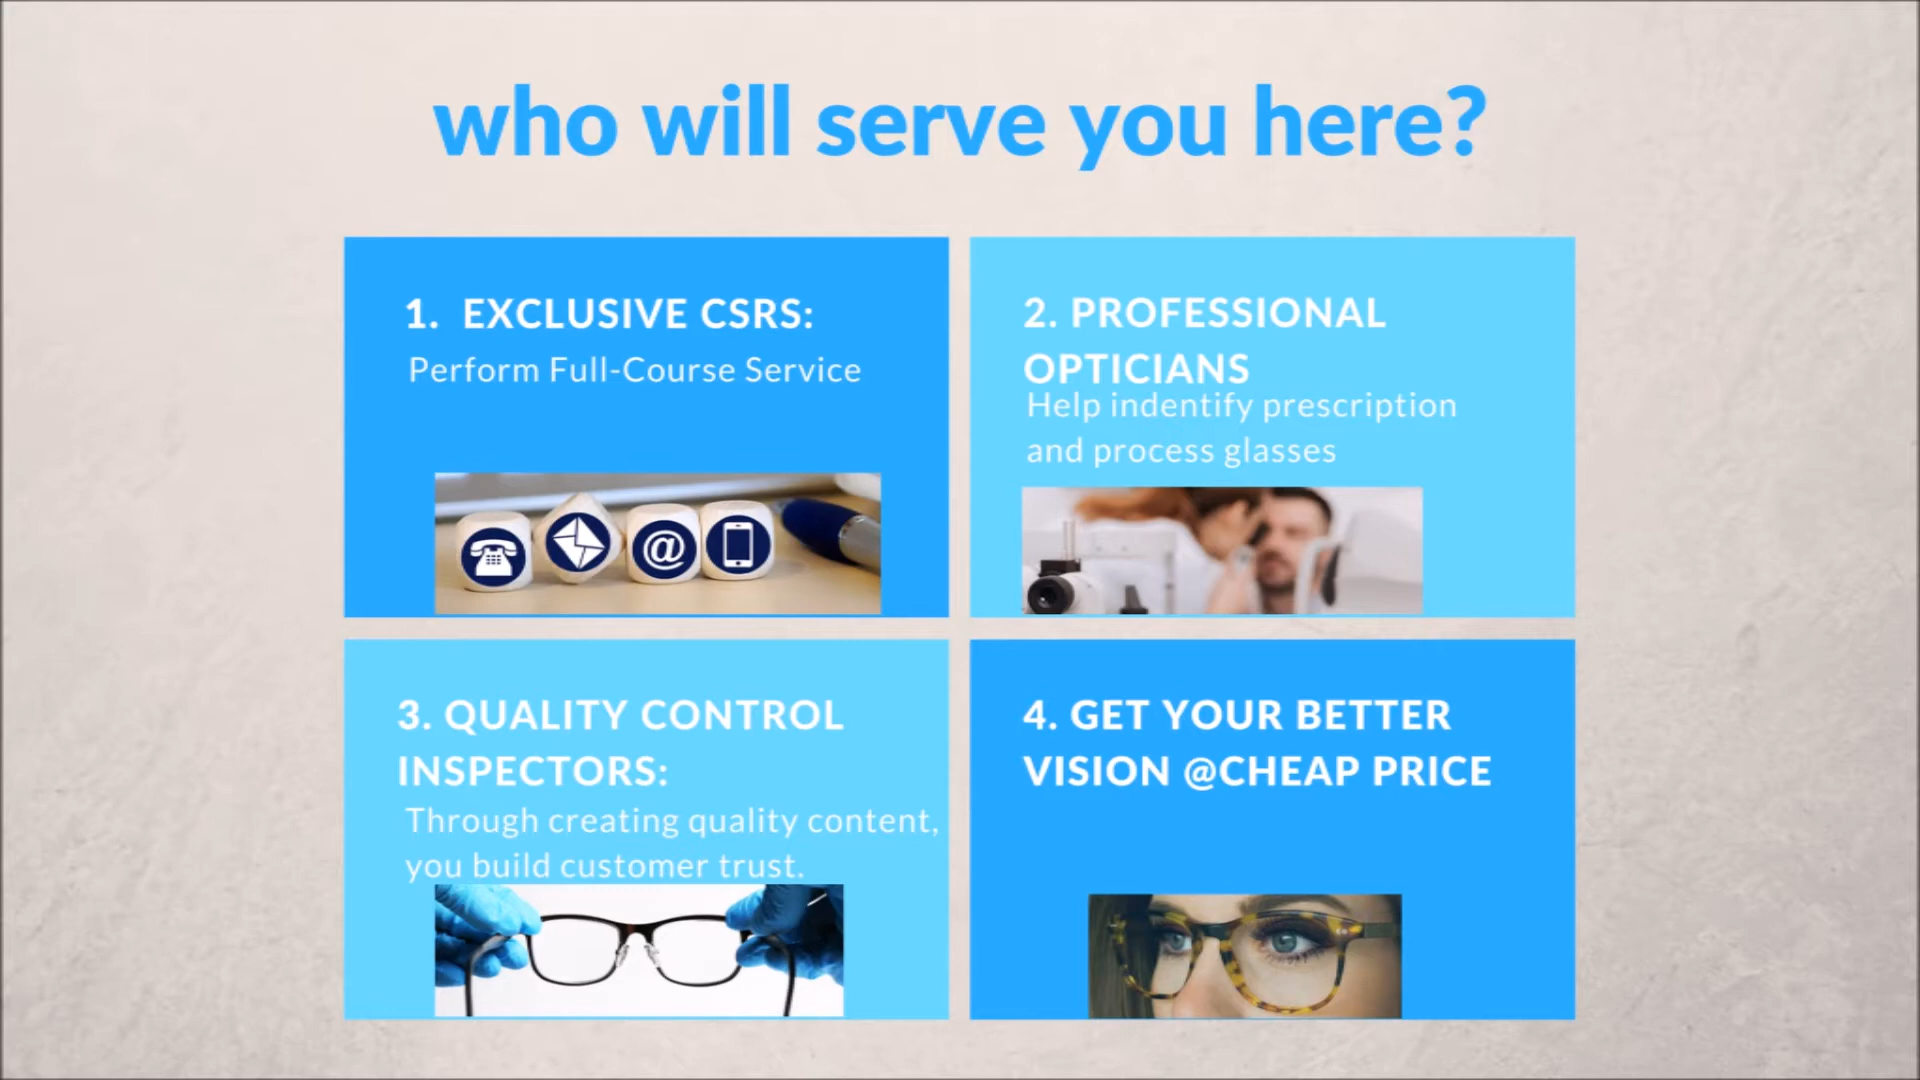 who will serve you here?
1. EXCLUSIVE CSRS:
Perform Full-Course Service
@
2. PROFESSIONAL
OPTICIANS
Help indentify prescription
and process glasses
3. QUALITY CONTROL
INSPECTORS:
Through creating quality content,
you build customer trust.
4. GET YOUR BETTER
VISION @CHEAP PRICE